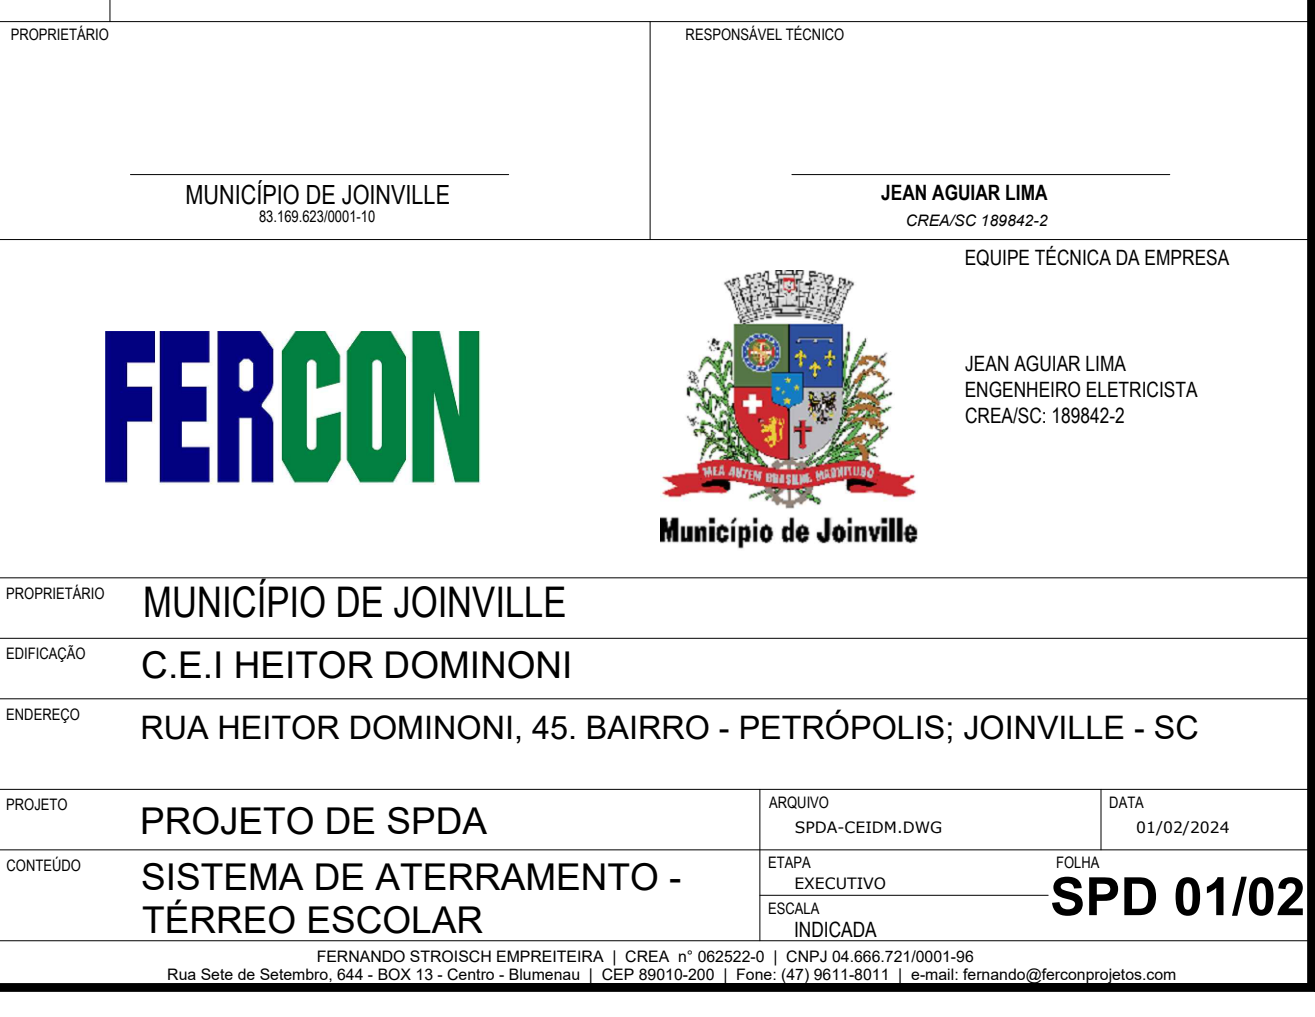 PROPRIETÁRIO
RESPONSÁVEL TÉCNICO
MUNICÍPIO DE JOINVILLE
83.169.623/0001-10
JEAN AGUIAR LIMA
CREA/SC 189842-2
EQUIPE TÉCNICA DA EMPRESA
FERCON
JEAN AGUIAR LIMA
ENGENHEIRO ELETRICISTA
CREA/SC: 189842-2
Município de Joinville
PROPRIETÁRIO
MUNICÍPIO DE JOINVILLE
EDIFICAÇÃO
C.E.I HEITOR DOMINONI
ENDEREÇO
RUA HEITOR DOMINONI, 45. BAIRRO - PETRÓPOLIS; JOINVILLE - SC
PROJETO
PROJETO DE SPDA
ARQUIVO
SPDA-CEIDM.DWG
DATA
01/02/2024
CONTEÚDO
SISTEMA DE ATERRAMENTO -
TÉRREO ESCOLAR
ETAPA
EXECUTIVO
ESCALA
INDICADA
FOLHA
SPD 01/02
FERNANDO STROISCH EMPREITEIRA | CREA n° 062522-0 | CNPJ 04.666.721/0001-96
Rua Sete de Setembro, 644 - BOX 13 - Centro - Blumenau | CEP 89010-200 | Fone: (47) 9611-8011 | e-mail: fernando@ferconprojetos.com